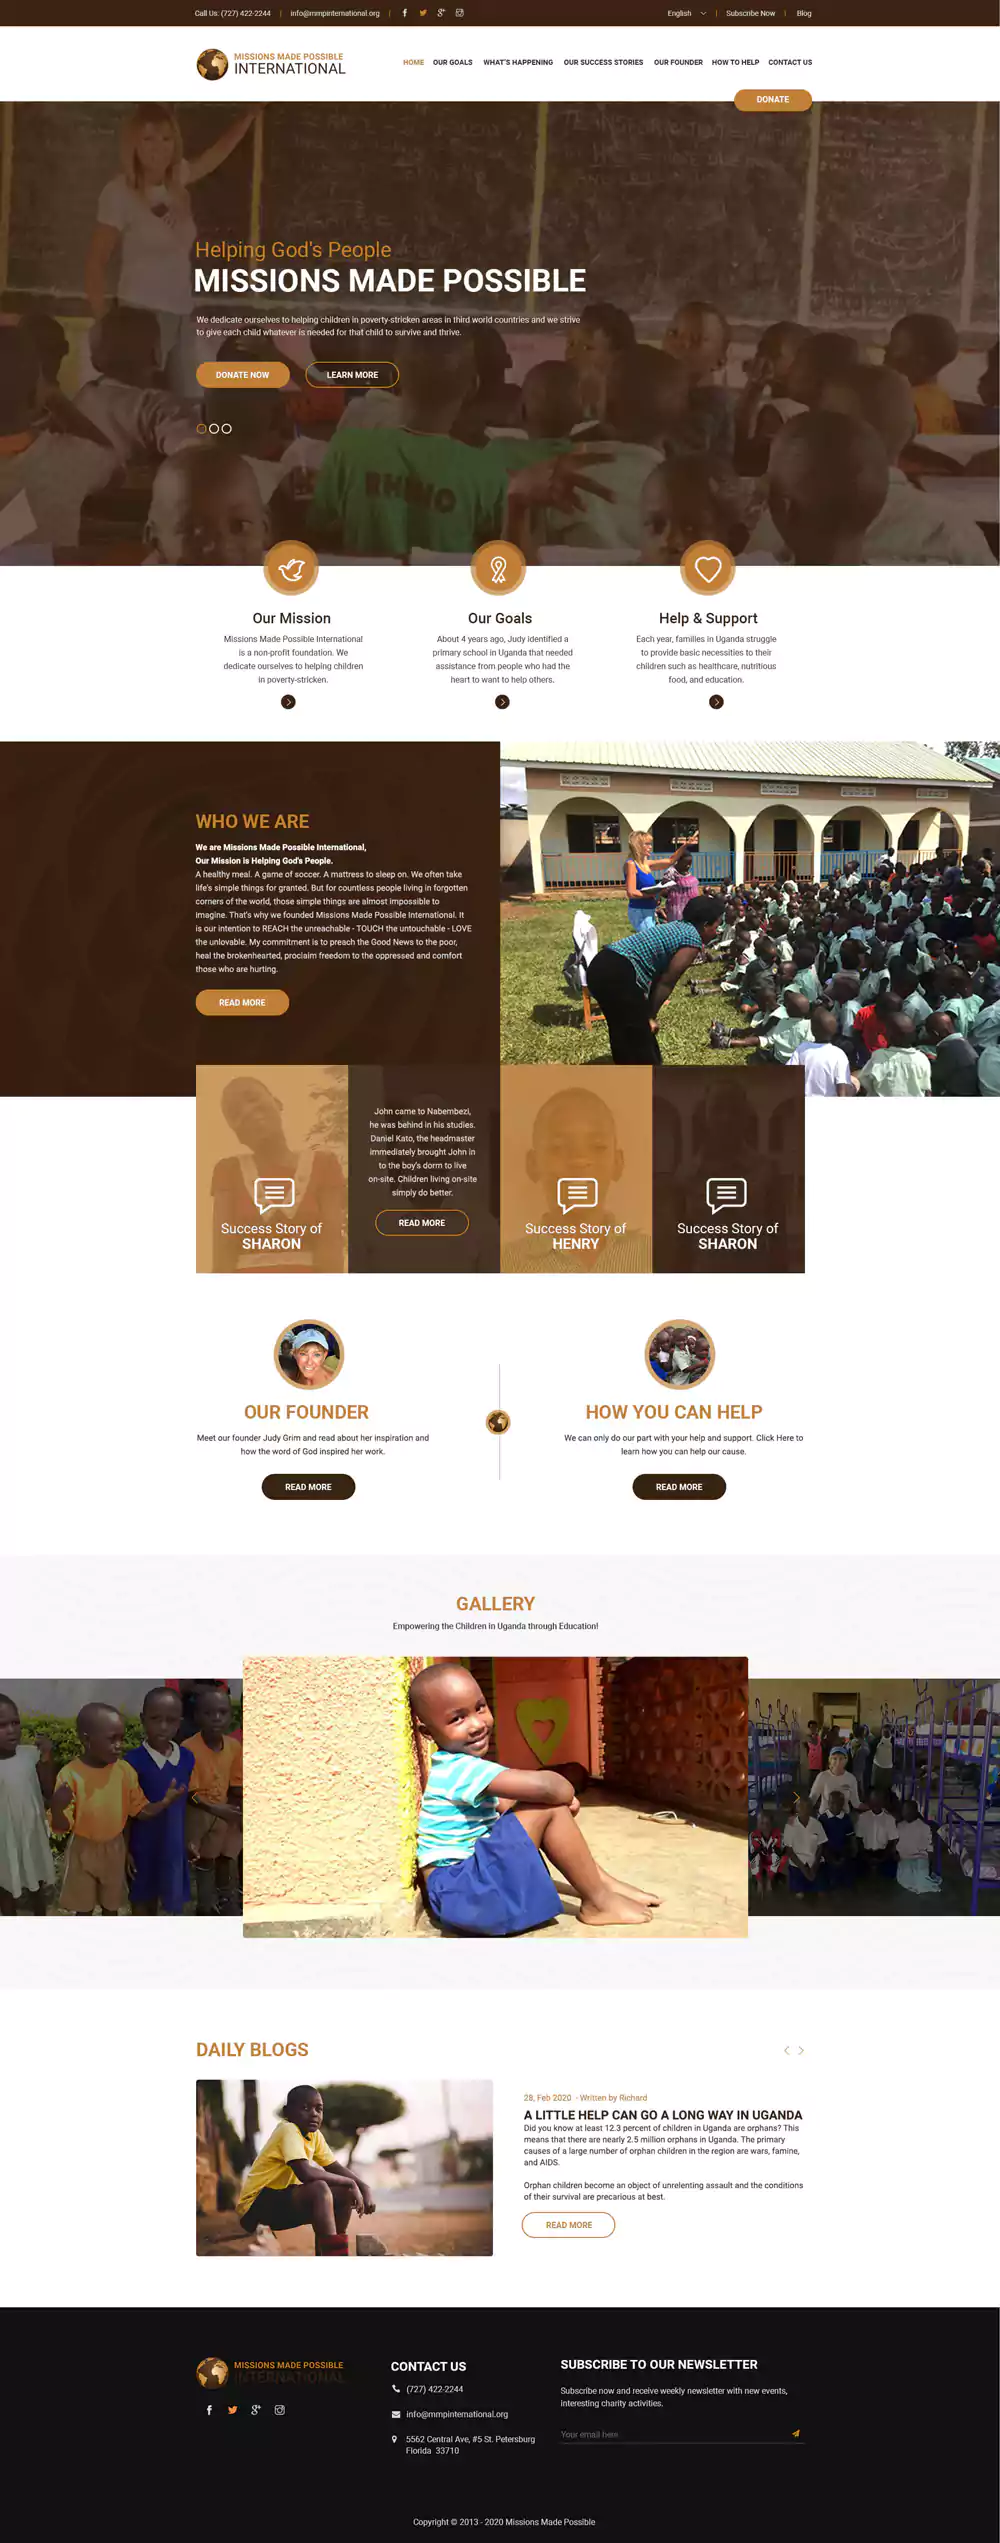 Call Us: (727) 422-2244 | info@mmpinternational.org |
English | Subscribe Now | Blog
MISSIONS MADE POSSIBLE
INTERNATIONAL
HOME OUR GOALS WHAT'S HAPPENING OUR SUCCESS STORIES OUR FOUNDER HOW TO HELP CONTACT US
DONATE
Helping God's People
MISSIONS MADE POSSIBLE
We dedicate ourselves to helping children in poverty-stricken areas in third world countries and we strive
to give each child whatever is needed for that child to survive and thrive.
DONATE NOW
LEARN MORE
RHINO
Our Mission
Missions Made Possible International
is a non-profit foundation. We
dedicate ourselves to helping children
in poverty-stricken.
Our Goals
About 4 years ago, Judy identified a
primary school in Uganda that needed
assistance from people who had the
heart to want to help others.
Help & Support
Each year, families in Uganda struggle
to provide basic necessities to their
children such as healthcare, nutritious
food, and education.
WHO WE ARE
We are Missions Made Possible International,
Our Mission is Helping God's People.
A healthy meal. A game of soccer. A mattress to sleep on. We often take
life's simple things for granted. But for countless people living in forgotten
corners of the world, those simple things are almost impossible to
imagine. That's why we founded Missions Made Possible International. It
is our intention to REACH the unreachable - TOUCH the untouchable - LOVE
the unlovable. My commitment is to preach the Good News to the poor,
heal the brokenhearted, proclaim freedom to the oppressed and comfort
those who are hurting.
READ MORE
Success Story of
SHARON
John came to Nabembezi,
he was behind in his studies.
Daniel Kato, the headmaster
immediately brought John in
to the boy's dorm to live
on-site. Children living on-site
simply do better.
READ MORE
Success Story of
HENRY
Success Story of
SHARON
OUR FOUNDER
Meet our founder Judy Grim and read about her inspiration and
how the word of God inspired her work.
READ MORE
HOW YOU CAN HELP
We can only do our part with your help and support. Click Here to
learn how you can help our cause.
READ MORE
GALLERY
Empowering the Children in Uganda through Education!
DAILY BLOGS
28, Feb 2020 - Written by Richard
A LITTLE HELP CAN GO A LONG WAY IN UGANDA
Did you know at least 12.3 percent of children in Uganda are orphans? This
means that there are nearly 2.5 million orphans in Uganda. The primary
causes of a large number of orphan children in the region are wars, famine,
and AIDS.
Orphan children become an object of unrelenting assault and the conditions
of their survival are precarious at best.
READ MORE
MISSIONS MADE POSSIBLE
INTERNATIONAL
CONTACT US
(727) 422-2244
info@mmpinternational.org
5562 Central Ave, #5 St. Petersburg
Florida 33710
SUBSCRIBE TO OUR NEWSLETTER
Subscribe now and receive weekly newsletter with new events,
interesting charity activities.
Your email here
Copyright © 2013 - 2020 Missions Made Possible